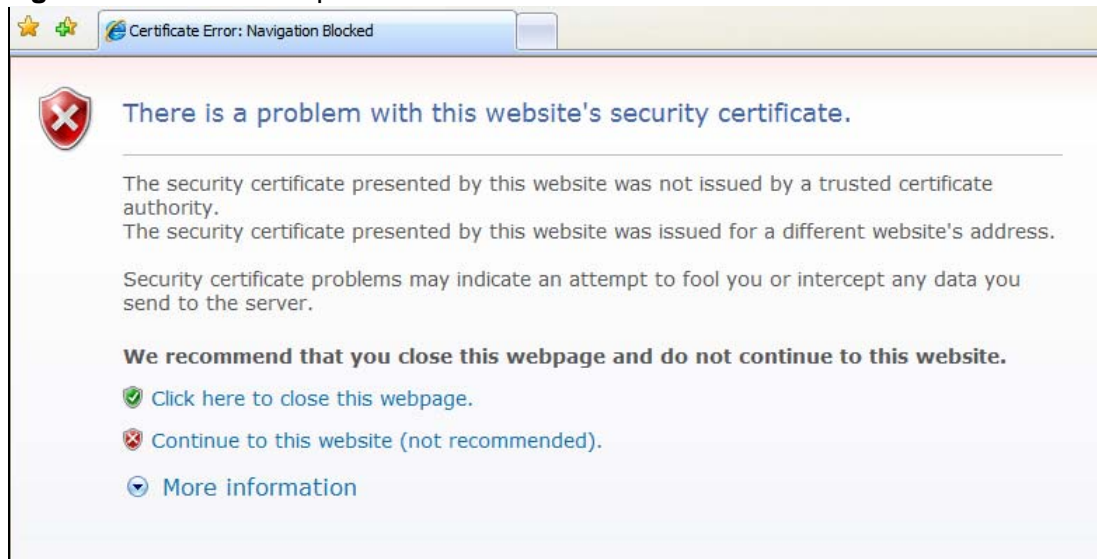 Certificate Error: Navigation Blocked
There is a problem with this website's security certificate.
The security certificate presented by this website was not issued by a trusted certificate
authority.
The security certificate presented by this website was issued for a different website's address.
Security certificate problems may indicate an attempt to fool you or intercept any data you
send to the server.
We recommend that you close this webpage and do not continue to this website.
Click here to close this webpage.
Continue to this website (not recommended).
More information